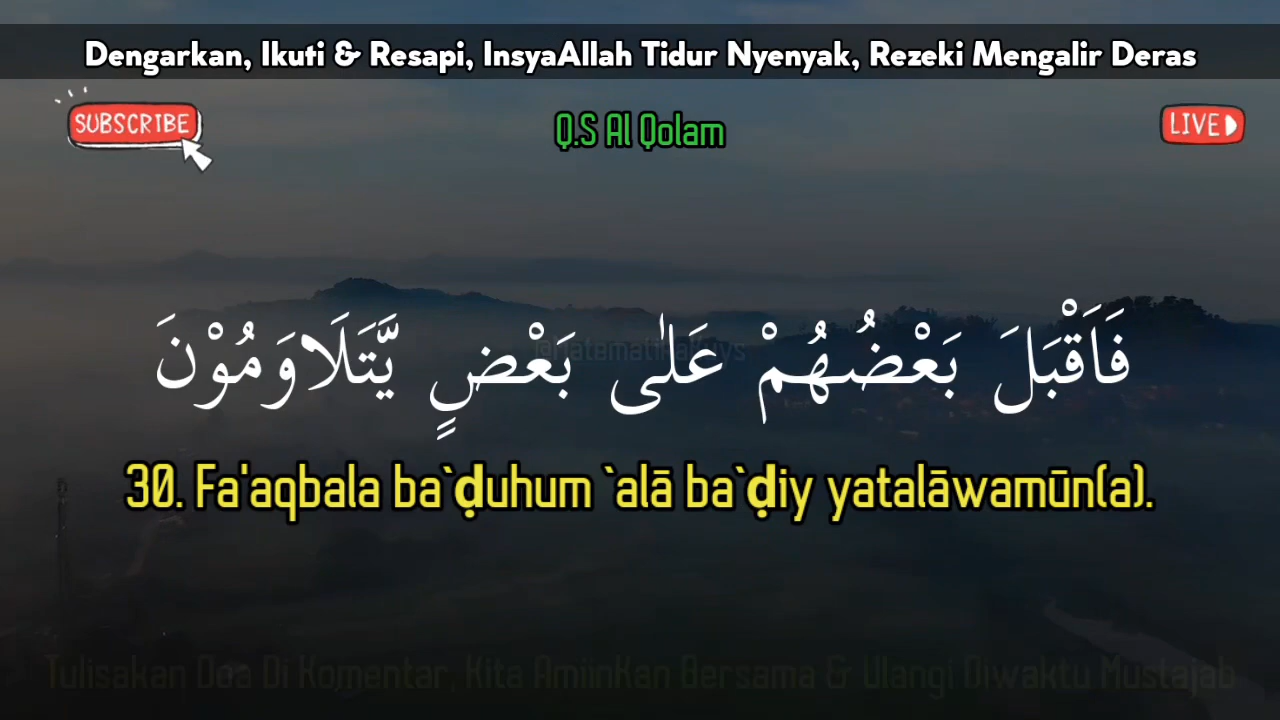 Dengarkan, Ikuti & Resapi, InsyaAllah Tidur Nyenyak, Rezeki Mengalir Deras
SUBSCRIBE
Q.S Al Qolam
LIVE
فَاَقْبَلَ بَعْضُهُمْ عَلٰى بَعْضٍ يَّتَلَاوَمُوْنَ
30. Fa'aqbala ba`ḍuhum `alā ba`ḍiy yatalāwamūn(a).
Tulisakan Doa Di Komentar, Kita AmiinKan Bersama & Ulangi Diwaktu Mustajab